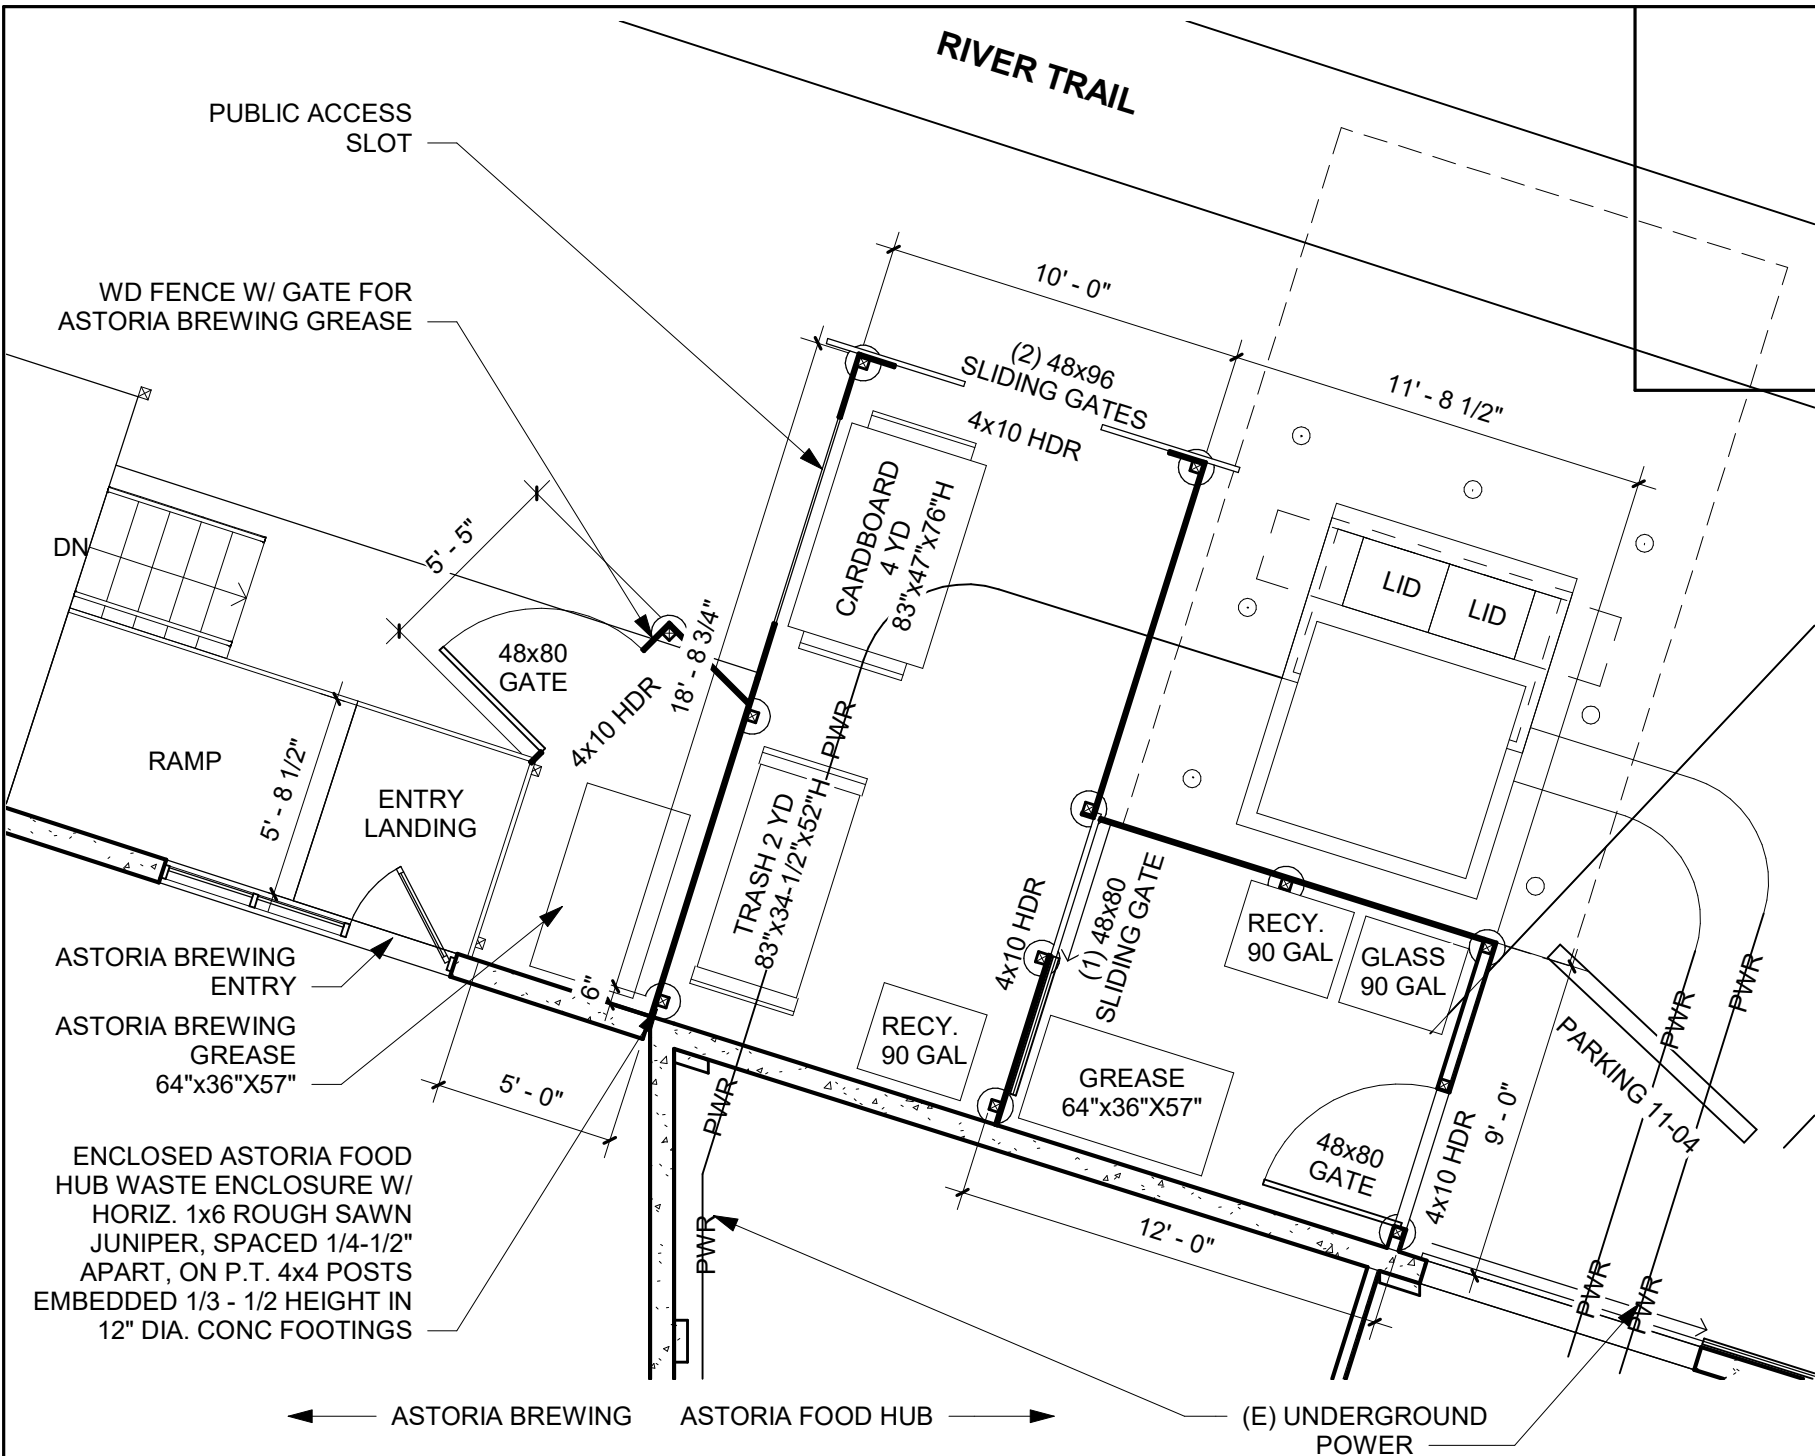 RIVER TRAIL
PUBLIC ACCESS
SLOT
WD FENCE W/ GATE FOR
ASTORIA BREWING GREASE
10' - 0"
(2) 48x96
SLIDING GATES
4x10 HDR
11' - 8 1/2"
CARDBOARD
4 YD
83"x47"x76"H
LID
LID
DN
5' - 5"
48x80
GATE
4x10 HDR
18' - 8 3/4"
PWR
RAMP
5' - 8 1/2"
ENTRY
LANDING
TRASH 2 YD
83"x34-1/2"x52"H
4x10 HDR
(1) 48x80
SLIDING GATE
RECY.
90 GAL
GLASS
90 GAL
ASTORIA BREWING
ENTRY
6"
RECY.
90 GAL
PWR
PWR
ASTORIA BREWING
GREASE
64"x36"X57"
5' - 0"
PWR
GREASE
64"x36"X57"
PARKING 11-04
9' - 0"
48x80
GATE
4x10 HDR
ENCLOSED ASTORIA FOOD
HUB WASTE ENCLOSURE W/
HORIZ. 1x6 ROUGH SAWN
JUNIPER, SPACED 1/4-1/2"
APART, ON P.T. 4x4 POSTS
EMBEDDED 1/3 - 1/2 HEIGHT IN
12" DIA. CONC FOOTINGS
PWR
12' - 0"
PWR
PWR
ASTORIA BREWING
ASTORIA FOOD HUB
(E) UNDERGROUND
POWER